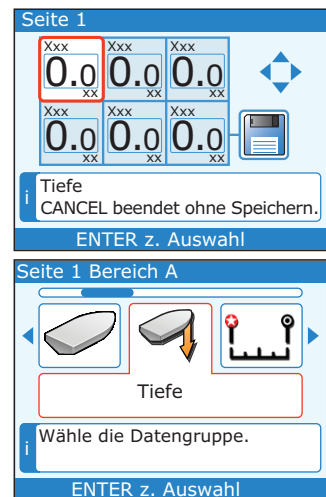 Seite 1
Xxx Xxx Xxx
0.0 0.0 0.0
xx xx xx
Xxx Xxx Xxx
0.0 0.0 0.0
xx xx xx
i
Tiefe
CANCEL beendet ohne Speichern.
ENTER z. Auswahl
Seite 1 Bereich A
Tiefe
i
Wähle die Datengruppe.
ENTER z. Auswahl